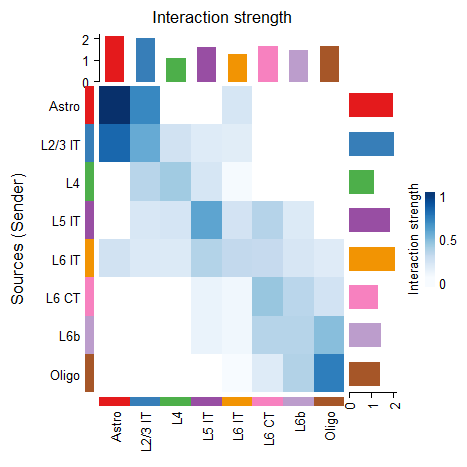 Interaction strength
2
1
0
Astro
L2/3 IT
L4
L5 IT
L6 IT
L6 CT
L6b
Oligo
Sources (Sender)
Interaction strength
1
0.5
0
Astro
L2/3 IT
L4
L5 IT
L6 IT
L6 CT
L6b
Oligo
0
1
2